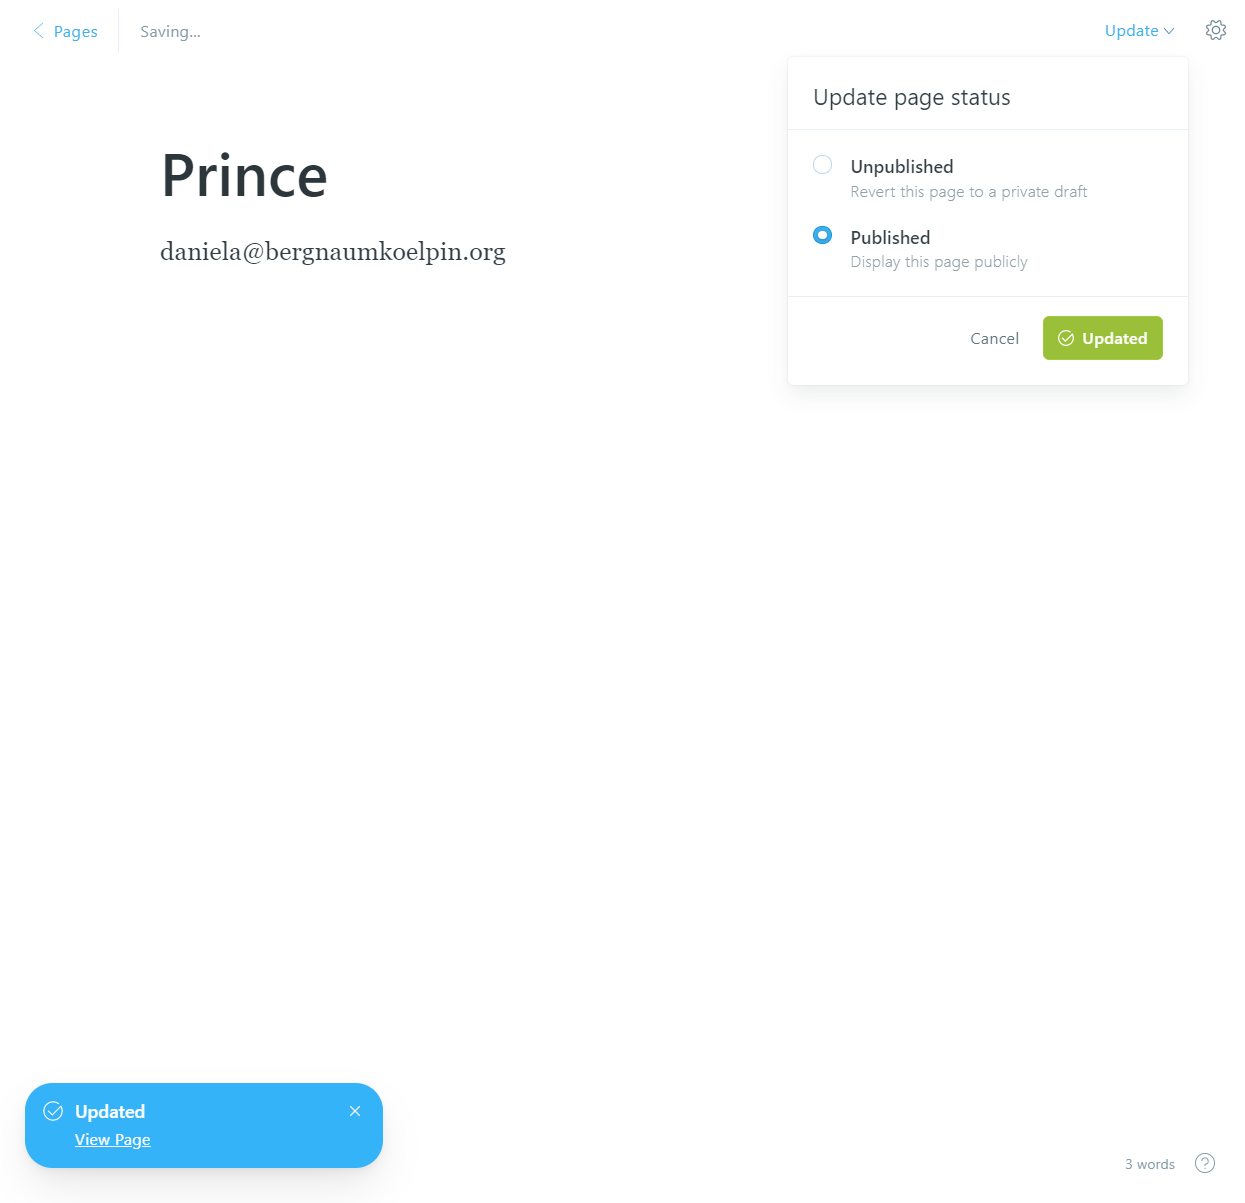 Pages
Saving...
Update
Update page status
Unpublished
Revert this page to a private draft
Published
Display this page publicly
Cancel
Updated
Prince
daniela@bergnaumkoelpin.org
Updated
View Page
3 words